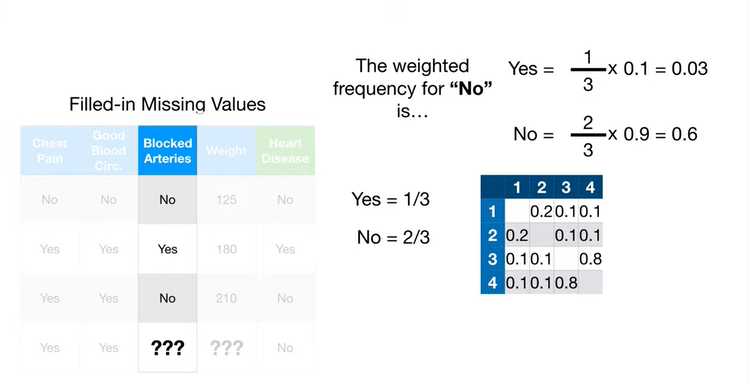 The weighted
frequency for "No"
is...
Yes = 1/3 x 0.1 = 0.03
No = 2/3 x 0.9 = 0.6
Filled-in Missing Values
Chest Pain Good Blood Circ. Blocked Arteries Weight Heart Disease
No No No 125 No
Yes Yes Yes 180 Yes
Yes Yes No 210 No
Yes Yes ??? ??? No
Yes = 1/3
No = 2/3
1 2 3 4
1 0.2 0.1 0.1
2 0.2 0.1 0.1
3 0.1 0.1 0.8
4 0.1 0.1 0.8